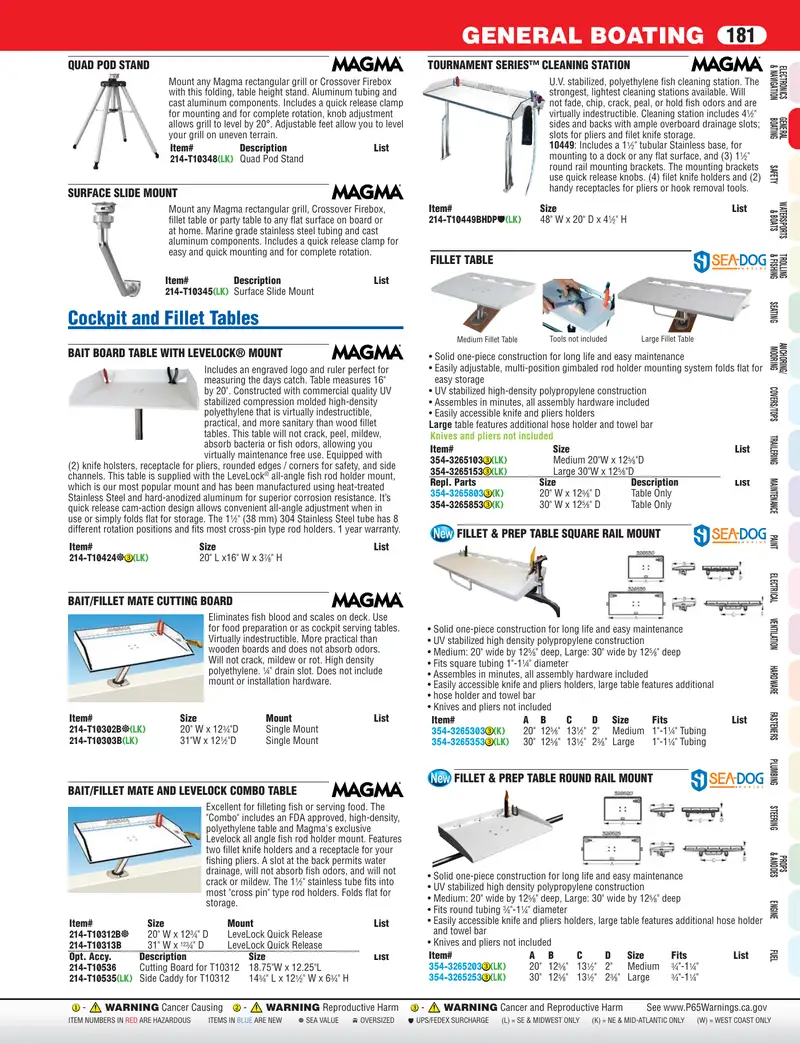 GENERAL BOATING 181
QUAD POD STAND MAGMA
Mount any Magma rectangular grill or Crossover Firebox
with this folding, table height stand. Aluminum tubing and
cast aluminum components. Includes a quick release clamp
for mounting and for complete rotation, knob adjustment
allows grill to level by 20°. Adjustable feet allow you to level
your grill on uneven terrain.
Item# Description List
214-T10348(LK) Quad Pod Stand
SURFACE SLIDE MOUNT MAGMA
Mount any Magma rectangular grill, Crossover Firebox,
fillet table or party table to any flat surface on board or
at home. Marine grade stainless steel tubing and cast
aluminum components. Includes a quick release clamp for
easy and quick mounting and for complete rotation.
Item# Description List
214-T10345(LK) Surface Slide Mount
Cockpit and Fillet Tables
BAIT BOARD TABLE WITH LEVELOCK® MOUNT MAGMA
Includes an engraved logo and ruler perfect for
measuring the days catch. Table measures 16"
by 20". Constructed with commercial quality UV
stabilized compression molded high-density
polyethylene that is virtually indestructible,
practical, and more sanitary than wood fillet
tables. This table will not crack, peel, mildew,
absorb bacteria or fish odors, allowing you
virtually maintenance free use. Equipped with
(2) knife holsters, receptacle for pliers, rounded edges / corners for safety, and side
channels. This table is supplied with the LeveLock® all-angle fish rod holder mount,
which is our most popular mount and has been manufactured using heat-treated
Stainless Steel and hard-anodized aluminum for superior corrosion resistance. It's
quick release cam-action design allows convenient all-angle adjustment when in
use or simply folds flat for storage. The 1½" (38 mm) 304 Stainless Steel tube has 8
different rotation positions and fits most cross-pin type rod holders. 1 year warranty.
Item# Size List
214-T10424 3(LK) 20" L x16" W x 3⅞" H
BAIT/FILLET MATE CUTTING BOARD MAGMA
Eliminates fish blood and scales on deck. Use
for food preparation or as cockpit serving tables.
Virtually indestructible. More practical than
wooden boards and does not absorb odors.
Will not crack, mildew or rot. High density
polyethylene. ¼" drain slot. Does not include
mount or installation hardware.
Item# Size Mount List
214-T10302B(LK) 20" W x 12¾"D Single Mount
214-T10303B(LK) 31"W x 12½"D Single Mount
BAIT/FILLET MATE AND LEVELOCK COMBO TABLE MAGMA
Excellent for filleting fish or serving food. The
"Combo" includes an FDA approved, high-density,
polyethylene table and Magma's exclusive
Levelock al angle fish rod holder mount. Features
two fillet knife holders and a receptacle for your
fishing pliers. A slot at the back permits water
drainage, will not absorb fish odors, and will not
crack or mildew. The 1½" stainless tube fits into
most "cross pin" type rod holders. Folds flat for
storage.
Item# Size Mount List
214-T10312B 20" W x 12¾" D LeveLock Quick Release
214-T10313B 31" W x 12¾" D LeveLock Quick Release
Opt. Accy. Description Size List
214-T10536 Cutting Board for T10312 18.75"W x 12.25"L
214-T10535(LK) Side Caddy for T10312 14¾" L x 12½" W x 6¾" H
TOURNAMENT SERIES™ CLEANING STATION MAGMA
U.V. stabilized, polyethylene fish cleaning station. The
strongest, lightest cleaning stations available. Will
not fade, chip, crack, peal, or hold fish odors and are
virtually indestructible. Cleaning station includes 4½"
sides and backs with ample overboard drainage slots;
slots for pliers and filet knife storage.
10449: Includes a 1½" tubular Stainless base, for
mounting to a dock or any flat surface, and (3) 1½"
round rail mounting brackets. The mounting brackets
use quick release knobs. (4) filet knife holders and (2)
handy receptacles for pliers or hook removal tools.
Item# Size List
214-T10449BHDP(LK) 48" W x 20" D x 4½" H
FILLET TABLE SEA-DOG
Medium Fillet Table Tools not included Large Fillet Table
• Solid one-piece construction for long life and easy maintenance
• Easily adjustable, multi-position gimbaled rod holder mounting system folds flat for
easy storage
• UV stabilized high-density polypropylene construction
• Assembles in minutes, all assembly hardware included
• Easily accessible knife and pliers holders
Large table features additional hose holder and towel bar
Knives and pliers not included
Item# Size List
354-3265103 3(LK) Medium 20"W x 12⅝"D
354-3265153 3(LK) Large 30"W x 12⅝"D
Repl. Parts Size Description List
354-3265803 3(K) 20" W x 12⅝" D Table Only
354-3265853 3(K) 30" W x 12⅝" D Table Only
New FILLET & PREP TABLE SQUARE RAIL MOUNT SEA-DOG
• Solid one-piece construction for long life and easy maintenance
• UV stabilized high density polypropylene construction
• Medium: 20" wide by 12⅝" deep, Large: 30" wide by 12⅝" deep
• Fits square tubing 1"-1¼" diameter
• Assembles in minutes, all assembly hardware included
• Easily accessible knife and pliers holders, large table features additional
• hose holder and towel bar
• Knives and pliers not included
Item# A B C D Size Fits List
354-3265303 3(K) 20" 12⅝" 13½" 2" Medium 1"-1¼" Tubing
354-3265353 3(LK) 30" 12⅝" 13½" 2⅜" Large 1"-1¼" Tubing
New FILLET & PREP TABLE ROUND RAIL MOUNT SEA-DOG
• Solid one-piece construction for long life and easy maintenance
• UV stabilized high density polypropylene construction
• Medium: 20" wide by 12⅝" deep, Large: 30" wide by 12⅝" deep
• Fits round tubing ¾"-1¼" diameter
• Easily accessible knife and pliers holders, large table features additional hose holder
and towel bar
• Knives and pliers not included
Item# A B C D Size Fits List
354-3265203 3(LK) 20" 12⅝" 13½" 2" Medium ¾"-1¼"
354-3265253 3(LK) 30" 12⅝" 13½" 2⅜" Large ¾"-1¼"
ELECTRONICS
& NAVIGATION
GENERAL
BOATING
SAFETY
WATERSPORTS
& BOATS
TROLLING
& FISHING
SEATING
ANCHORING/
MOORING
COVERS/TOPS
TRAILERING
MAINTENANCE
PAINT
ELECTRICAL
VENTILATION
HARDWARE
FASTENERS
PLUMBING
STEERING
PROPS
& ANODES
ENGINE
FUEL
1 - WARNING Cancer Causing 2 - WARNING Reproductive Harm 3 - WARNING Cancer and Reproductive Harm See www.P65Warnings.ca.gov
ITEM NUMBERS IN RED ARE HAZARDOUS ITEMS IN BLUE ARE NEW SEA VALUE OVERSIZED UPS/FEDEX SURCHARGE (L) = SE & MIDWEST ONLY (K) = NE & MID-ATLANTIC ONLY (W) = WEST COAST ONLY